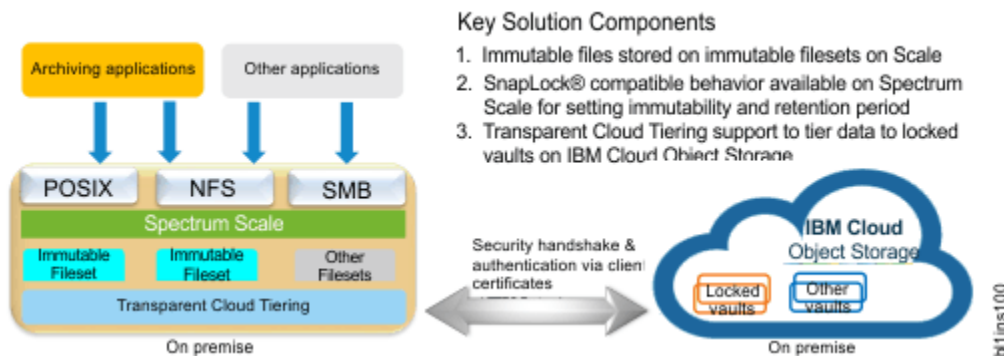 Key Solution Components
1. Immutable files stored on immutable filesets on Scale
2. SnapLock® compatible behavior available on Spectrum
Scale for setting immutability and retention period
3. Transparent Cloud Tiering support to tier data to locked
vaults on IBM Cloud Object Storage
Archiving applications
Other applications
POSIX
NFS
SMB
Spectrum Scale
Immutable
Fileset
Immutable
Fileset
Other
Filesets
Transparent Cloud Tiering
On premise
Security handshake &
authentication via client
certificates
IBM Cloud
Object Storage
Locked
vaults
Other
vaults
On premise